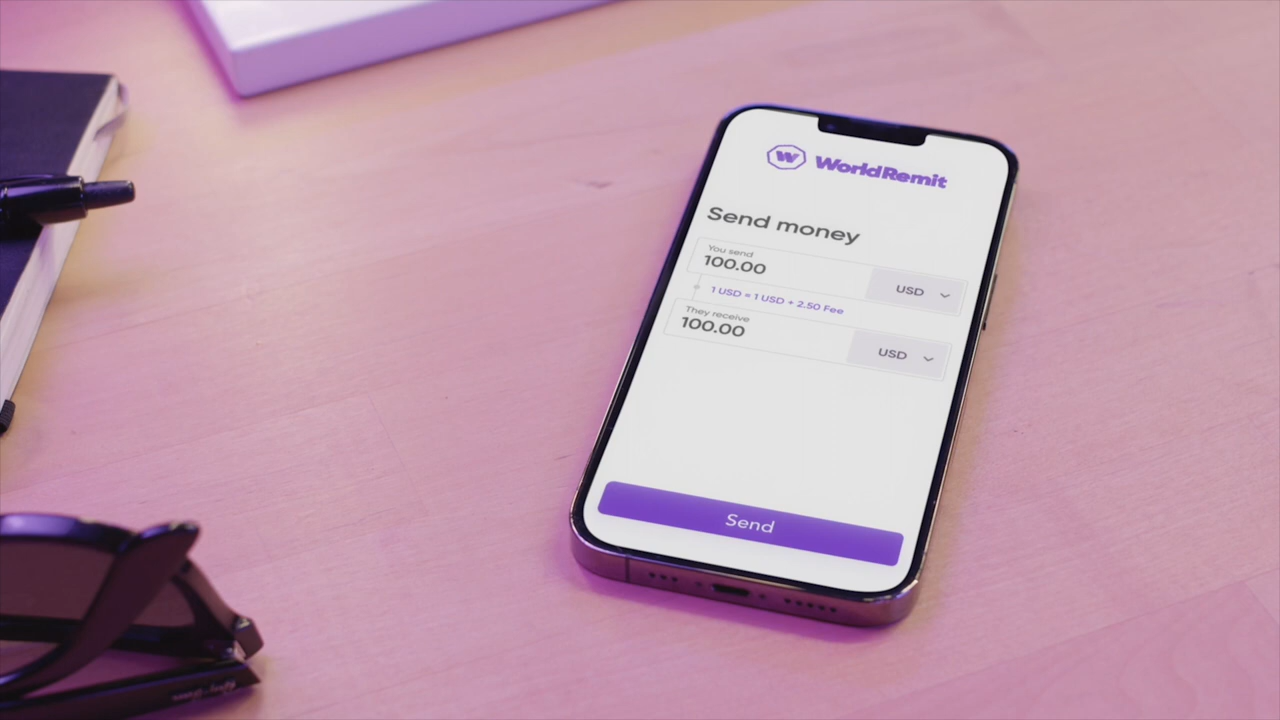 W WorldRemit
Send money
You send
100.00
USD
1 USD = 1 USD + 2.50 Fee
They receive
100.00
USD
Send